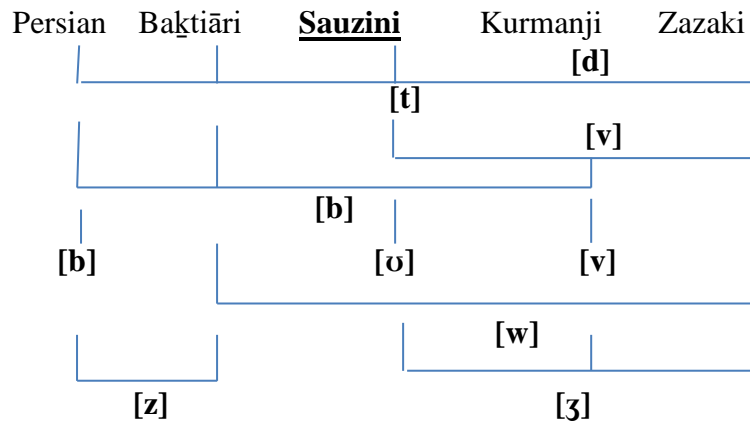 Persian Baḵtiāri Sauzini Kurmanji Zazaki
[d]
[t]
[v]
[b]
[b] [ʋ] [v]
[w]
[z] [ʒ]